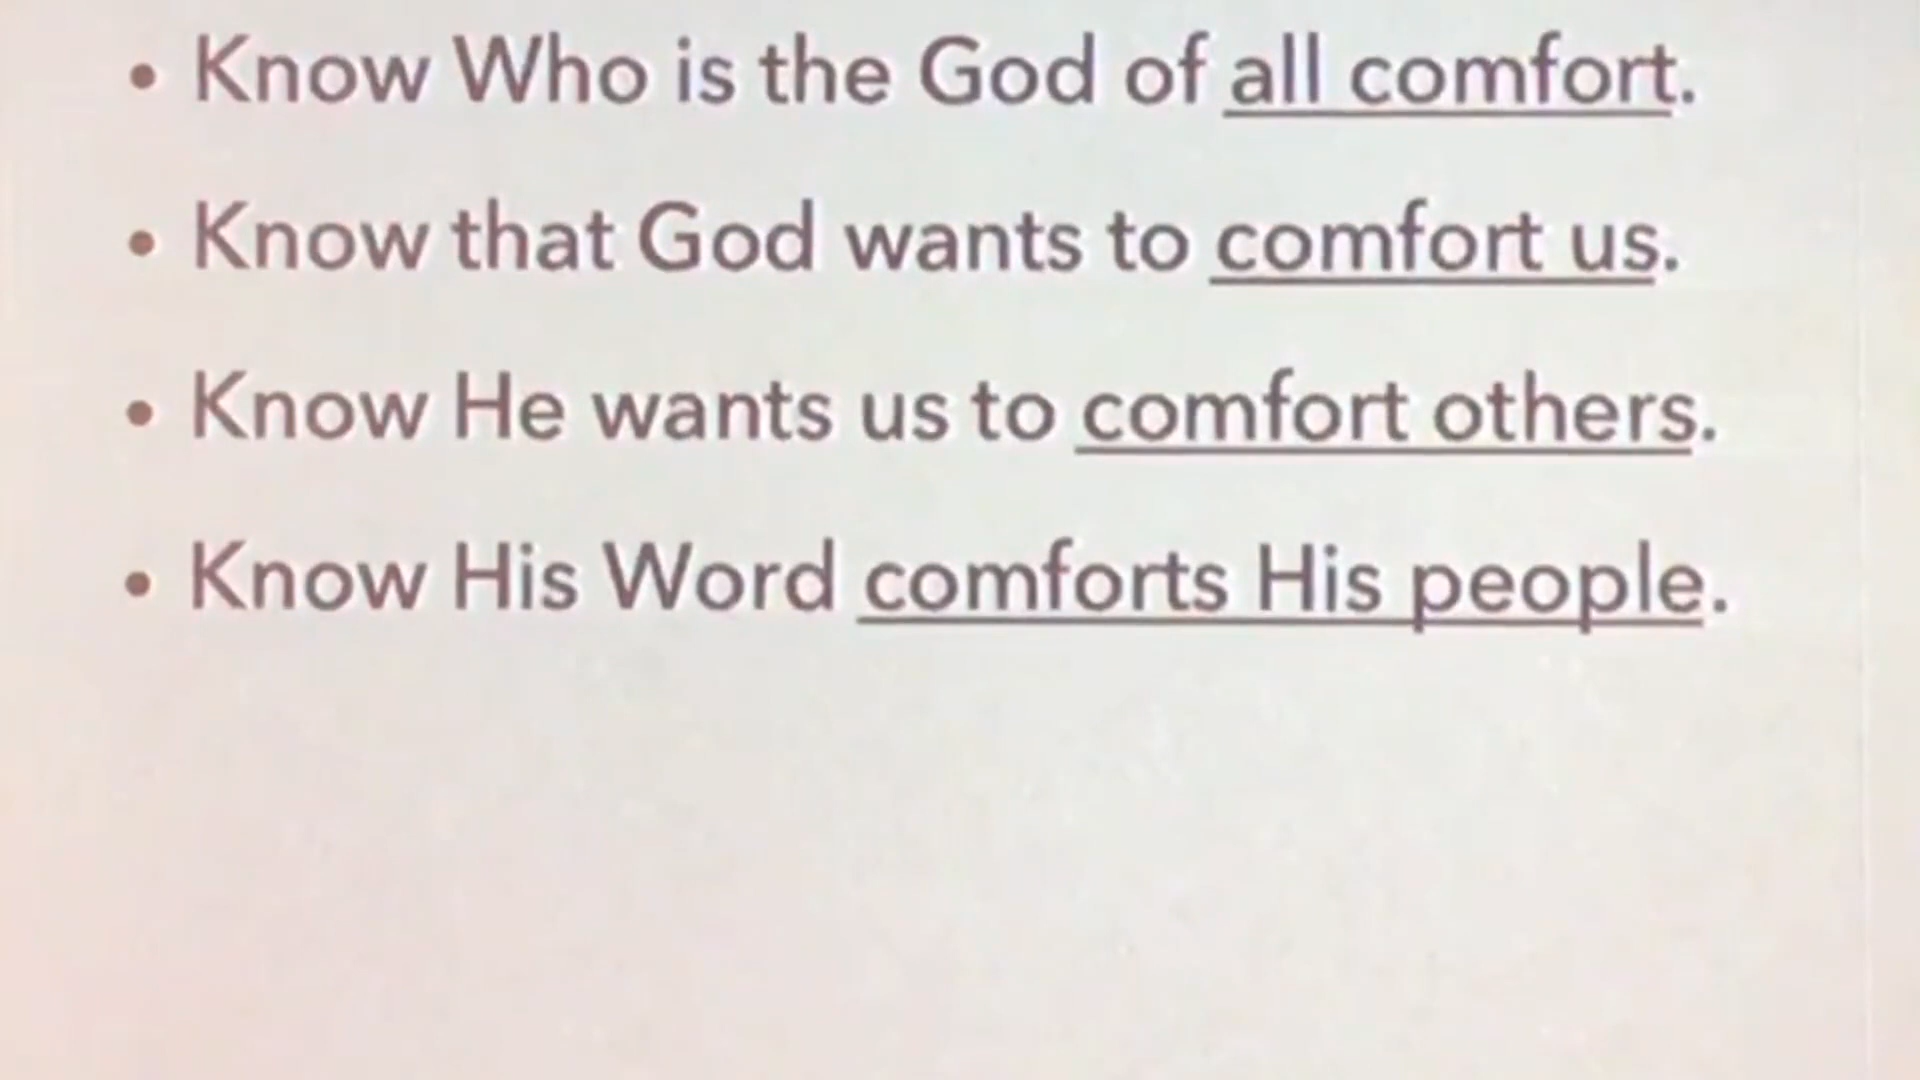 • Know Who is the God of all comfort.
• Know that God wants to comfort us.
• Know He wants us to comfort others.
• Know His Word comforts His people.